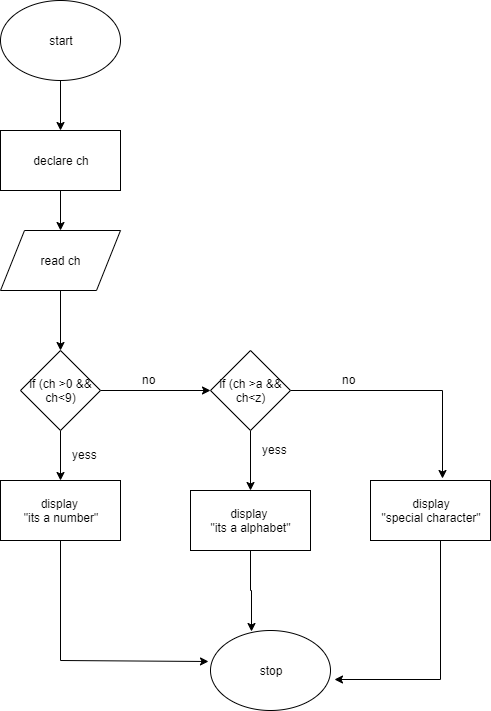 start
declare ch
read ch
if (ch >0 &&
ch<9)
no
if (ch >a &&
ch<z)
no
yess
yess
display
"its a number"
display
"its a alphabet"
display
"special character"
stop